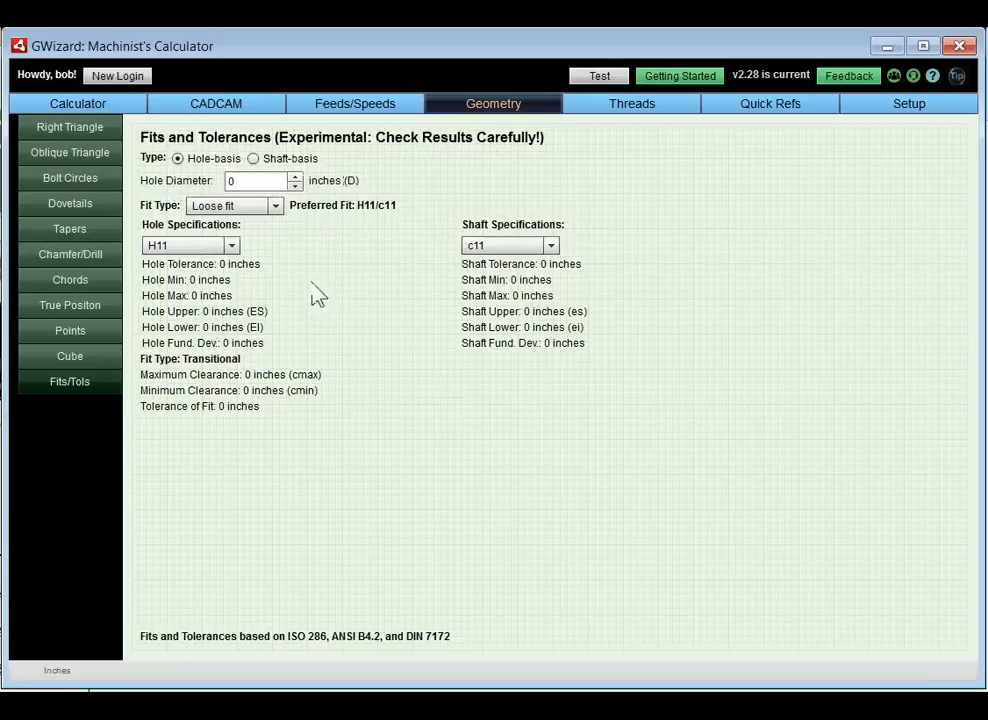 GWizard: Machinist's Calculator
Howdy, bob! New Login Test Getting Started v2.28 is current Feedback ? Tip
Calculator CADCAM Feeds/Speeds Geometry Threads Quick Refs Setup
Right Triangle
Oblique Triangle
Bolt Circles
Dovetails
Tapers
Chamfer/Drill
Chords
True Positon
Points
Cube
Fits/Tols
Fits and Tolerances (Experimental: Check Results Carefully!)
Type: Hole-basis Shaft-basis
Hole Diameter: 0 inches (D)
Fit Type: Loose fit Preferred Fit: H11/c11
Hole Specifications:
H11
Hole Tolerance: 0 inches
Hole Min: 0 inches
Hole Max: 0 inches
Hole Upper: 0 inches (ES)
Hole Lower: 0 inches (EI)
Hole Fund. Dev.: 0 inches
Shaft Specifications:
c11
Shaft Tolerance: 0 inches
Shaft Min: 0 inches
Shaft Max: 0 inches
Shaft Upper: 0 inches (es)
Shaft Lower: 0 inches (ei)
Shaft Fund. Dev.: 0 inches
Fit Type: Transitional
Maximum Clearance: 0 inches (cmax)
Minimum Clearance: 0 inches (cmin)
Tolerance of Fit: 0 inches
Fits and Tolerances based on ISO 286, ANSI B4.2, and DIN 7172
Inches